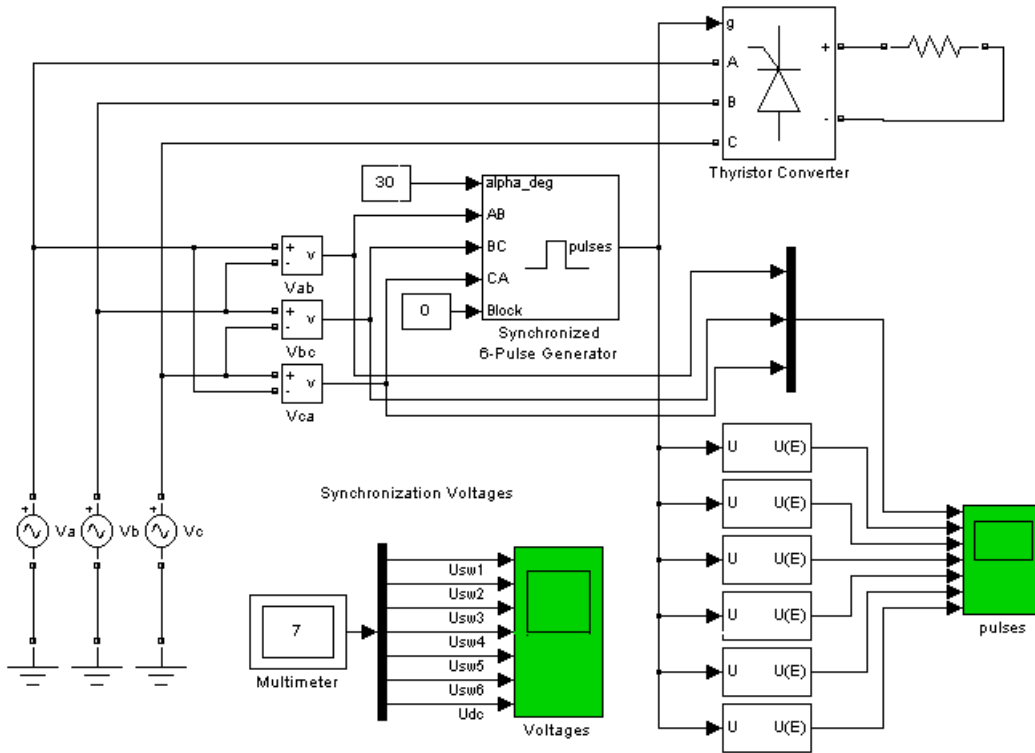 g
A
+
B
-
C
Thyristor Converter
30
alpha_deg
AB
BC
pulses
CA
0
Block
Synchronized
6-Pulse Generator
+
-
v
Vab
+
-
v
Vbc
+
-
v
Vca
U U(E)
U U(E)
U U(E)
U U(E)
U U(E)
U U(E)
pulses
Synchronization Voltages
+
Va
+
Vb
+
Vc
7
Multimeter
Usw1
Usw2
Usw3
Usw4
Usw5
Usw6
Udc
Voltages